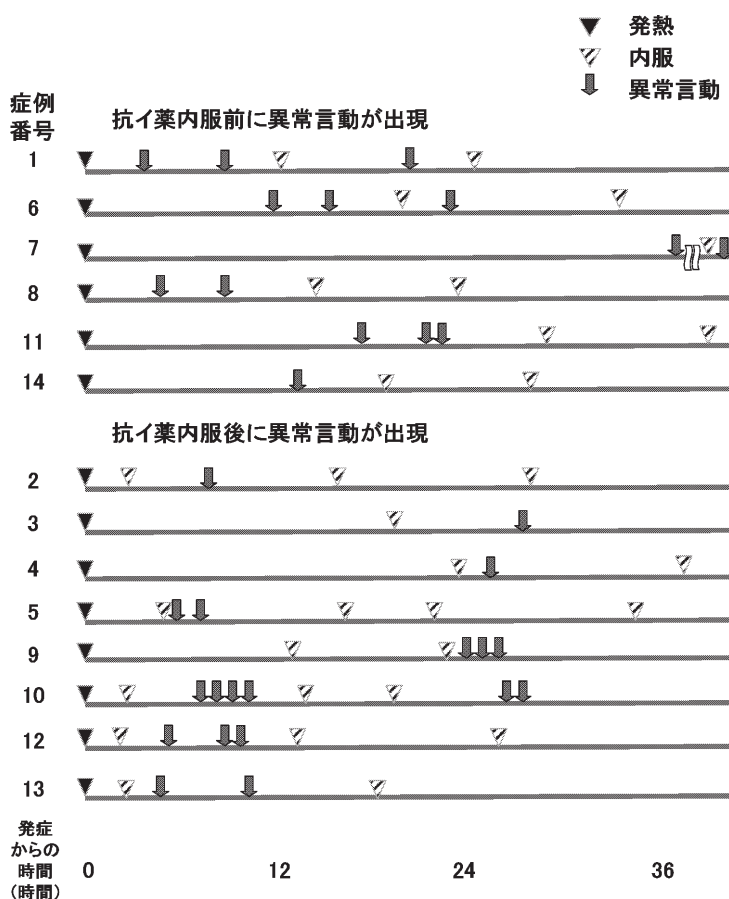 発熱
内服
異常言動
症例
番号
抗イ薬内服前に異常言動が出現
1
6
7
8
11
14
抗イ薬内服後に異常言動が出現
2
3
4
5
9
10
12
13
発症
からの
時間
(時間)
0 12 24 36